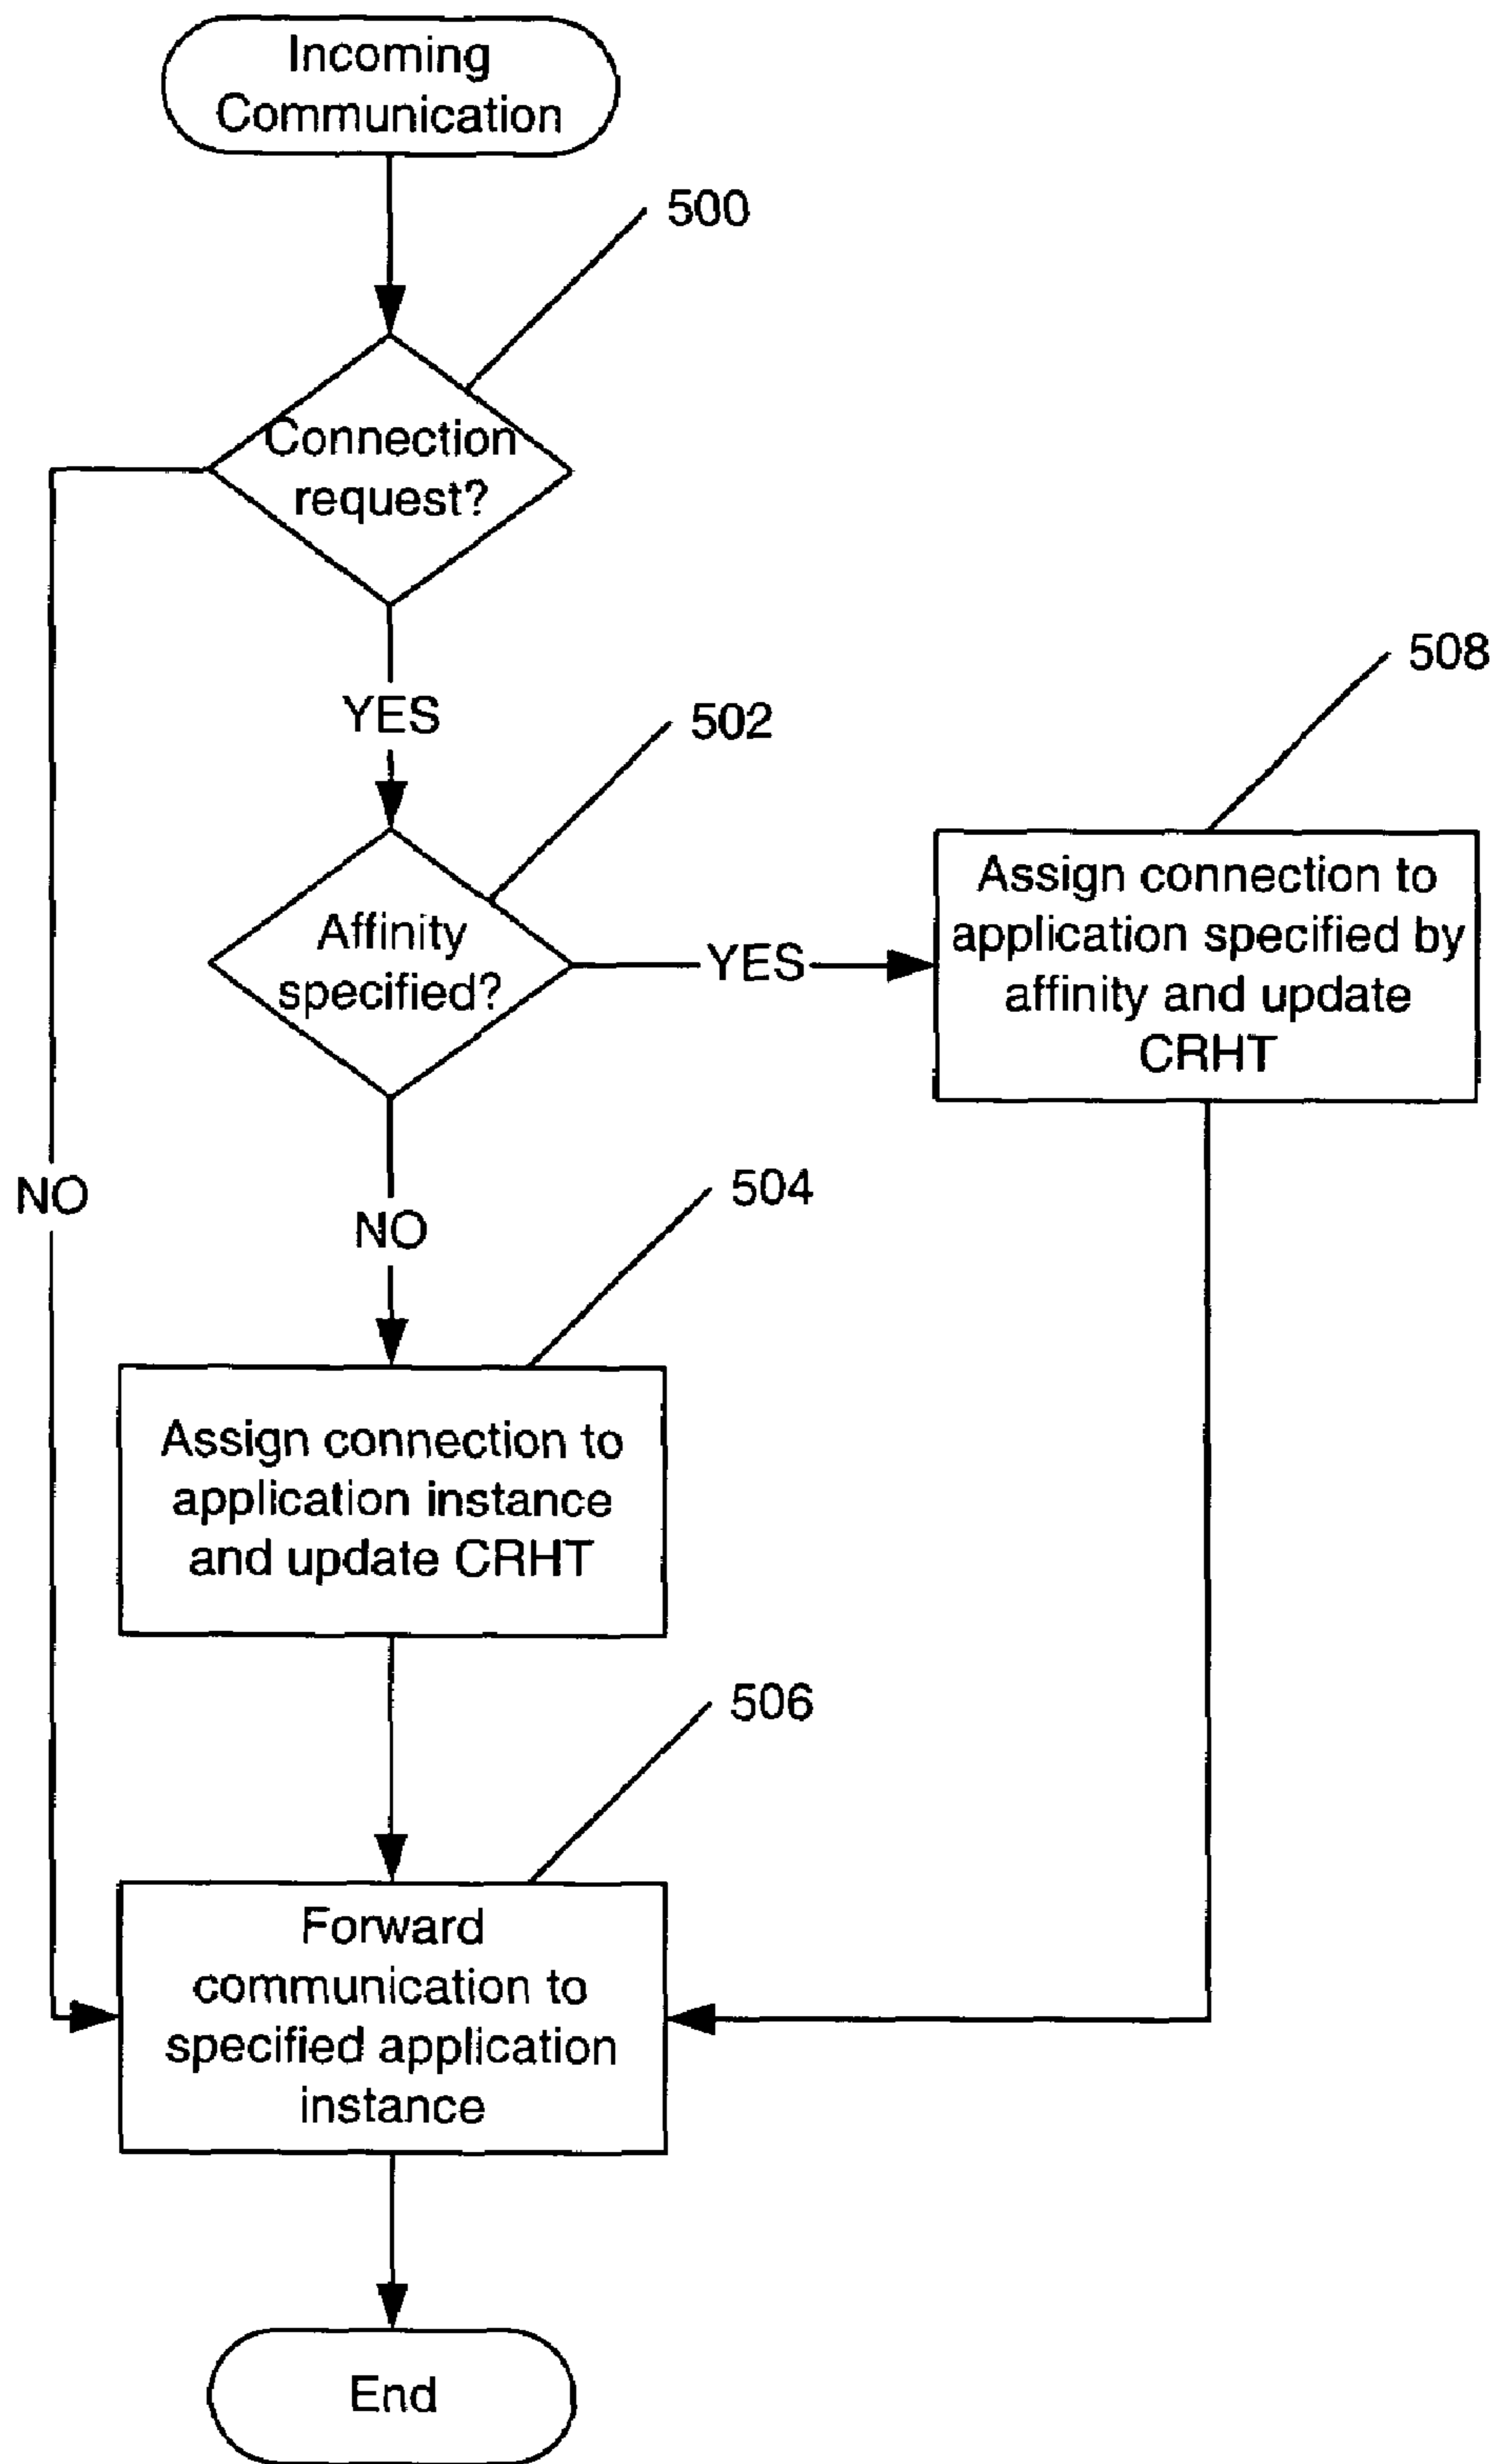 Incoming
Communication
500
Connection
request?
YES
502
508
Affinity
specified?
YES
Assign connection to
application specified by
affinity and update
CRHT
NO
NO
504
Assign connection to
application instance
and update CRHT
506
Forward
communication to
specified application
instance
End